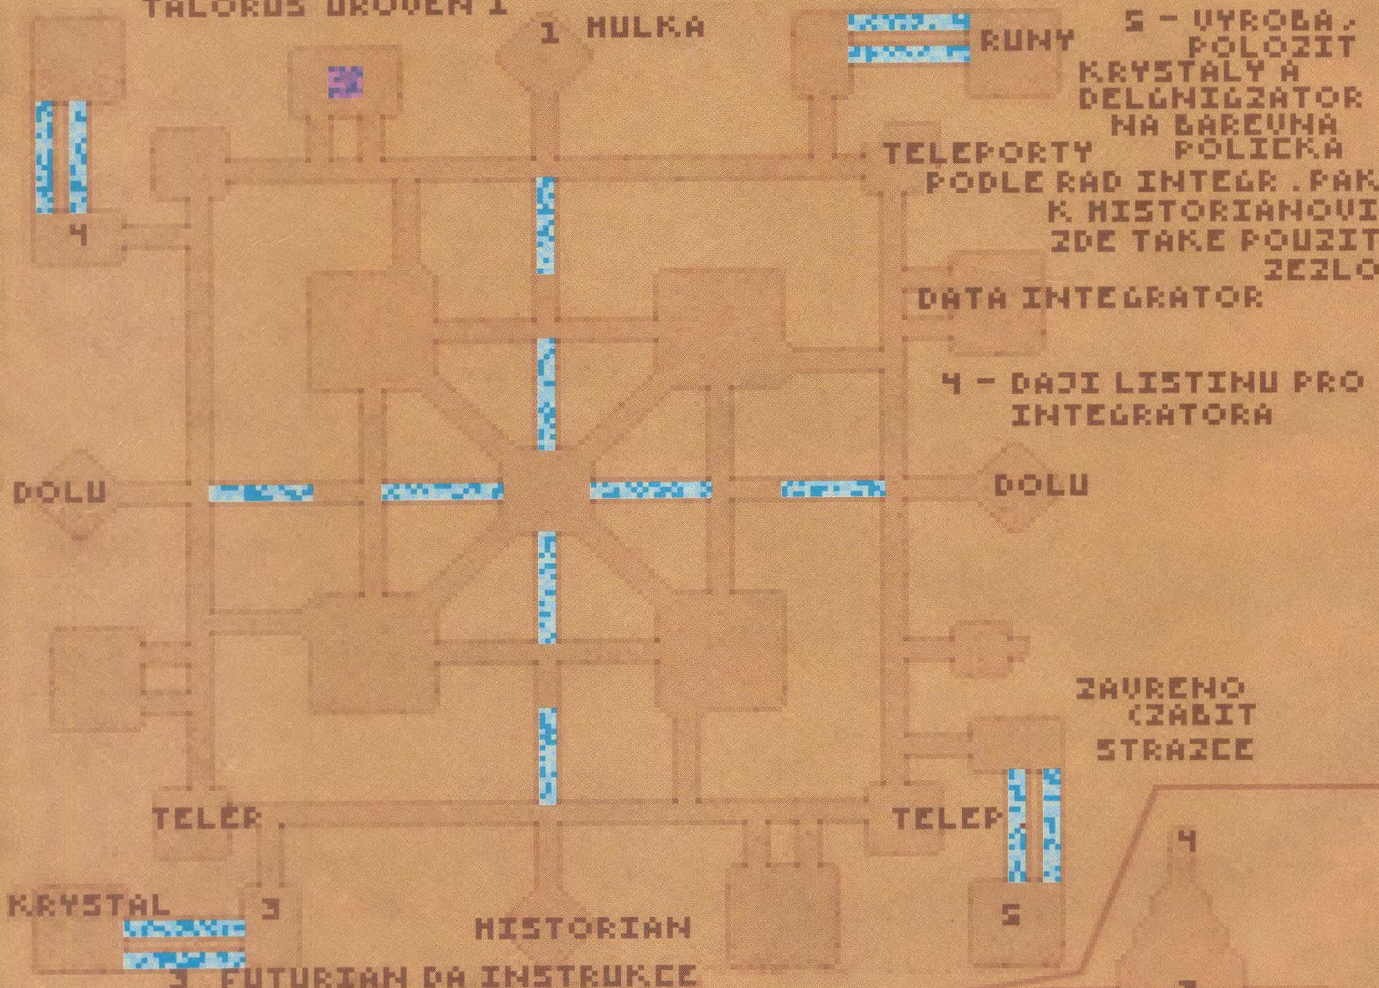 TALORUS UROVEN 1
1 HULKA
RUNY
5 - VYROBA,
POLOZIT
KRYSTALY A
DELGNIGZATOR
NA BAREVNA
POLICKA
TELEPORTY
PODLE RAD INTEGR . PAK
K HISTORIANOVI
ZDE TAKE POUZIT
ZEZLO
4
DATA INTEGRATOR
4 - DAJI LISTINU PRO
INTEGRATORA
DOLU
DOLU
ZAVRENO
(ZABIT
STRAZCE
TELEP
TELEP
4
KRYSTAL
3
5
HISTORIAN
3 FUTURIAN DA INSTRUKCE